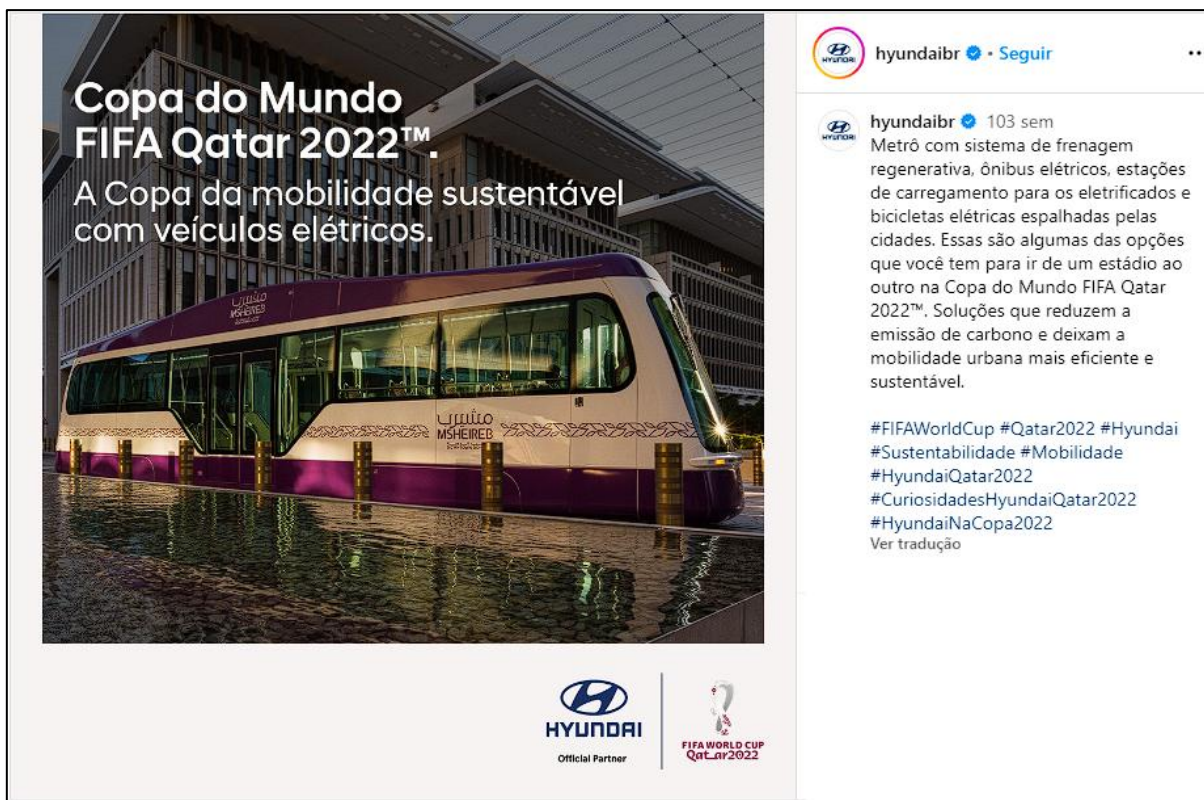 Copa do Mundo
FIFA Qatar 2022™.
A Copa da mobilidade sustentável
com veículos elétricos.
مشيرب
MSHEIREB
مشيرب
MSHEIREB
HYUNDAI
Official Partner
FIFA WORLD CUP
Qatar2022
HYUNDAI
hyundaibr • Seguir
HYUNDAI
hyundaibr 103 sem
Metrô com sistema de frenagem
regenerativa, ônibus elétricos, estações
de carregamento para os eletrificados e
bicicletas elétricas espalhadas pelas
cidades. Essas são algumas das opções
que você tem para ir de um estádio ao
outro na Copa do Mundo FIFA Qatar
2022™. Soluções que reduzem a
emissão de carbono e deixam a
mobilidade urbana mais eficiente e
sustentável.
#FIFAWorldCup #Qatar2022 #Hyundai
#Sustentabilidade #Mobilidade
#HyundaiQatar2022
#CuriosidadesHyundaiQatar2022
#HyundaiNaCopa2022
Ver tradução